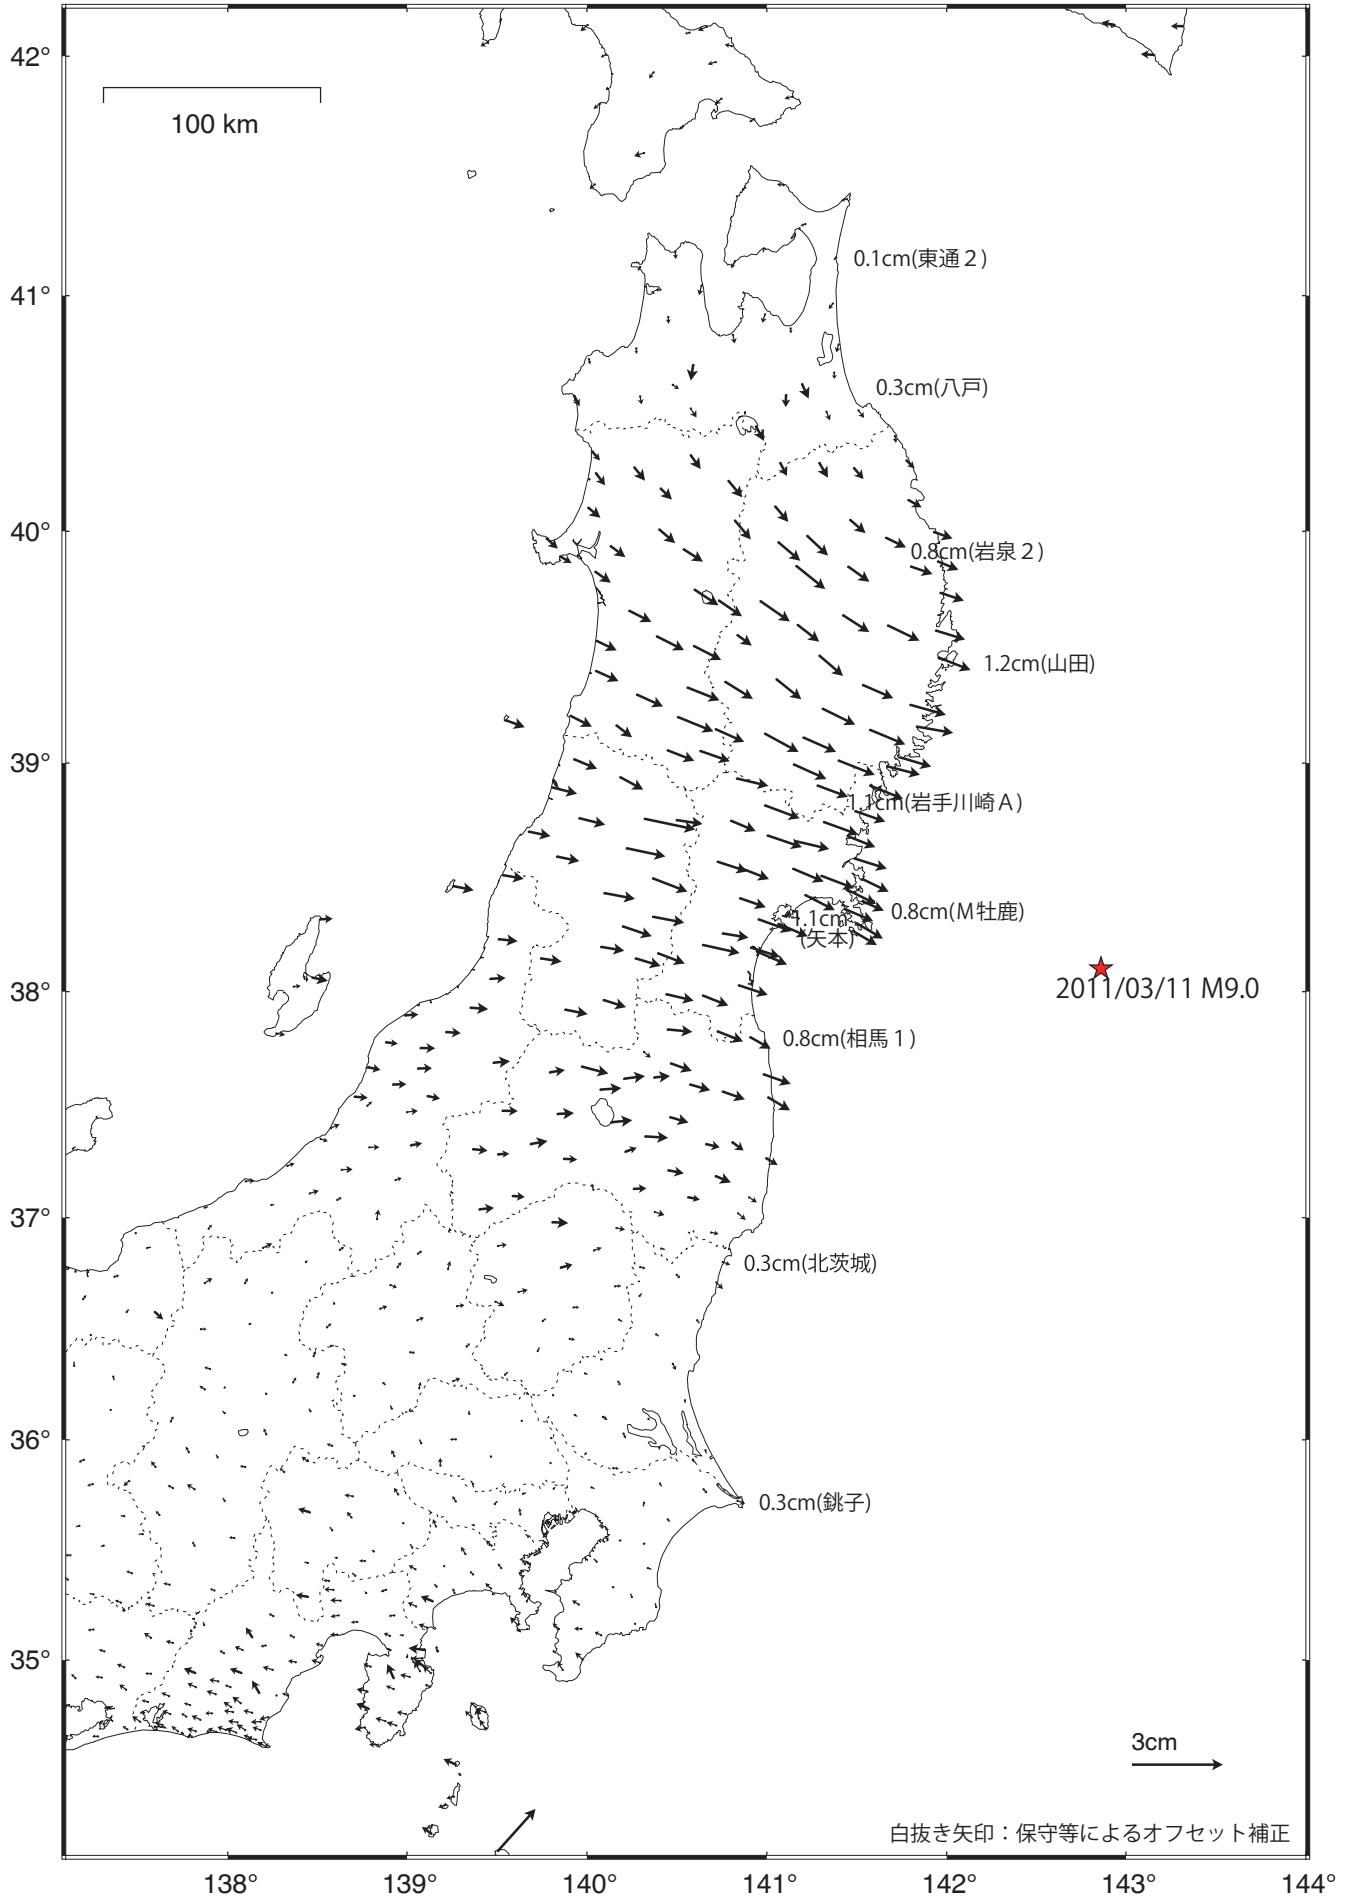 42°
100 km
0.1cm(東通２)
41°
0.3cm(八戸)
40°
0.8cm(岩泉２)
1.2cm(山田)
39°
1.1cm(岩手川崎Ａ)
0.8cm(Ｍ牡鹿)
1.1cm
(矢本)
38°
2011/03/11 M9.0
0.8cm(相馬１)
37°
0.3cm(北茨城)
36°
0.3cm(銚子)
35°
3cm
白抜き矢印：保守等によるオフセット補正
138° 139° 140° 141° 142° 143° 144°